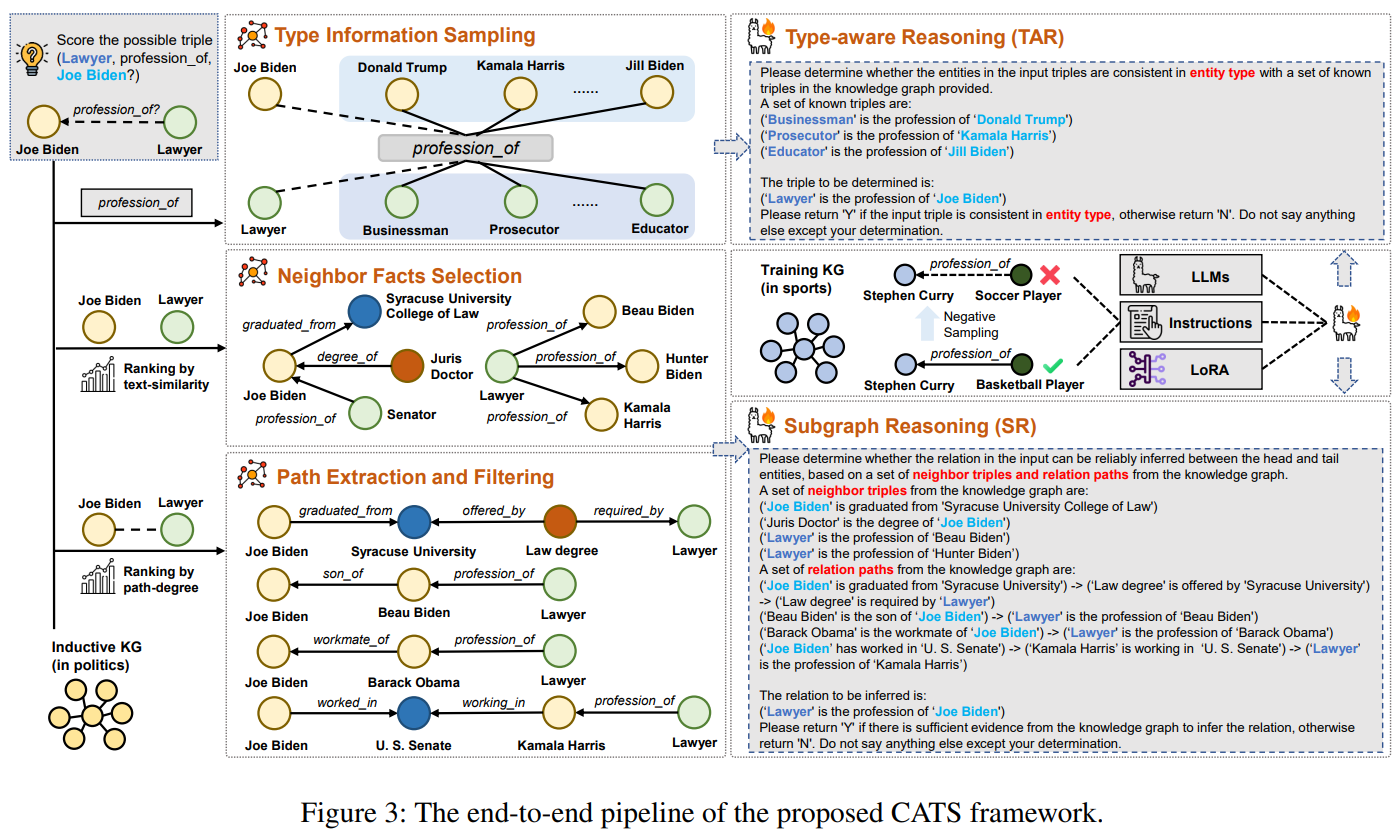 Score the possible triple
(Lawyer, profession_of,
Joe Biden?)
profession_of?
Joe Biden
Lawyer
profession_of
Joe Biden
Lawyer
Ranking by
text-similarity
Joe Biden
Lawyer
Ranking by
path-degree
Inductive KG
(in politics)
Type Information Sampling
Joe Biden
Donald Trump
Kamala Harris
Jill Biden
......
profession_of
......
Lawyer
Businessman
Prosecutor
Educator
Neighbor Facts Selection
Syracuse University
College of Law
graduated_from
degree_of
Juris
Doctor
Joe Biden
profession_of
Senator
profession_of
Beau Biden
profession_of
Hunter
Biden
Lawyer
profession_of
Kamala
Harris
Path Extraction and Filtering
graduated_from
offered_by
required_by
Joe Biden
Syracuse University
Law degree
Lawyer
son_of
profession_of
Joe Biden
Beau Biden
Lawyer
workmate_of
profession_of
Joe Biden
Barack Obama
Lawyer
worked_in
working_in
profession_of
Joe Biden
U. S. Senate
Kamala Harris
Lawyer
Type-aware Reasoning (TAR)
Please determine whether the entities in the input triples are consistent in entity type with a set of known
triples in the knowledge graph provided.
A set of known triples are:
('Businessman' is the profession of 'Donald Trump')
('Prosecutor' is the profession of 'Kamala Harris')
('Educator' is the profession of 'Jill Biden')
The triple to be determined is:
('Lawyer' is the profession of 'Joe Biden')
Please return 'Y' if the input triple is consistent in entity type, otherwise return 'N'. Do not say anything
else except your determination.
Training KG
(in sports)
profession_of
Stephen Curry
Soccer Player
Negative
Sampling
profession_of
Stephen Curry
Basketball Player
LLMs
Instructions
LoRA
Subgraph Reasoning (SR)
Please determine whether the relation in the input can be reliably inferred between the head and tail
entities, based on a set of neighbor triples and relation paths from the knowledge graph.
A set of neighbor triples from the knowledge graph are:
('Joe Biden' is graduated from 'Syracuse University College of Law')
('Juris Doctor' is the degree of 'Joe Biden')
('Lawyer' is the profession of 'Beau Biden')
('Lawyer' is the profession of 'Hunter Biden')
A set of relation paths from the knowledge graph are:
('Joe Biden' is graduated from 'Syracuse University') -> ('Law degree' is offered by 'Syracuse University')
-> ('Law degree' is required by 'Lawyer')
('Beau Biden' is the son of 'Joe Biden') -> ('Lawyer' is the profession of 'Beau Biden')
('Barack Obama' is the workmate of 'Joe Biden') -> ('Lawyer' is the profession of 'Barack Obama')
('Joe Biden' has worked in 'U. S. Senate') -> ('Kamala Harris' is working in 'U. S. Senate') -> ('Lawyer'
is the profession of 'Kamala Harris')
The relation to be inferred is:
('Lawyer' is the profession of 'Joe Biden')
Please return 'Y' if there is sufficient evidence from the knowledge graph to infer the relation, otherwise
return 'N'. Do not say anything else except your determination.
Figure 3: The end-to-end pipeline of the proposed CATS framework.